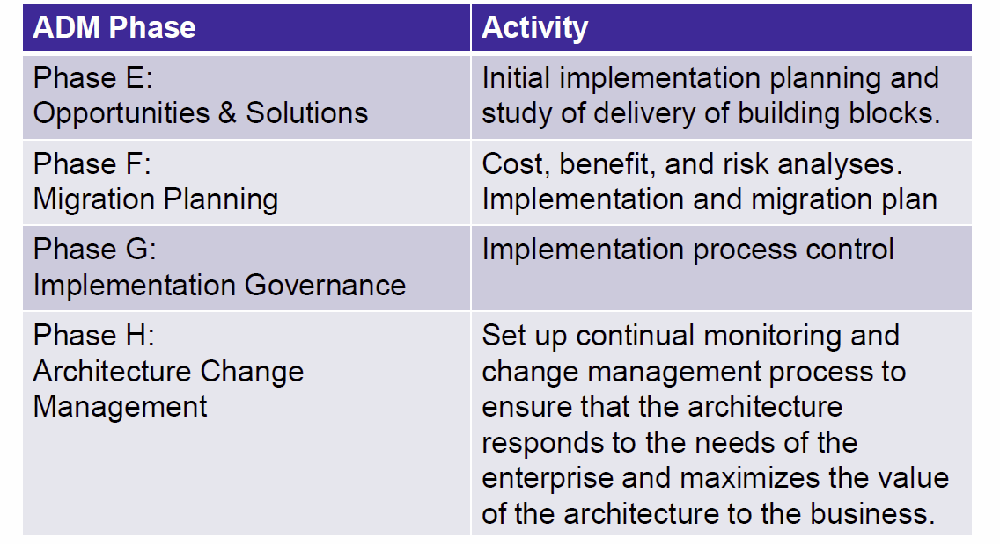 ADM Phase
Activity
Phase E:
Opportunities & Solutions
Initial implementation planning and
study of delivery of building blocks.
Phase F:
Migration Planning
Cost, benefit, and risk analyses.
Implementation and migration plan
Phase G:
Implementation Governance
Implementation process control
Phase H:
Architecture Change
Management
Set up continual monitoring and
change management process to
ensure that the architecture
responds to the needs of the
enterprise and maximizes the value
of the architecture to the business.